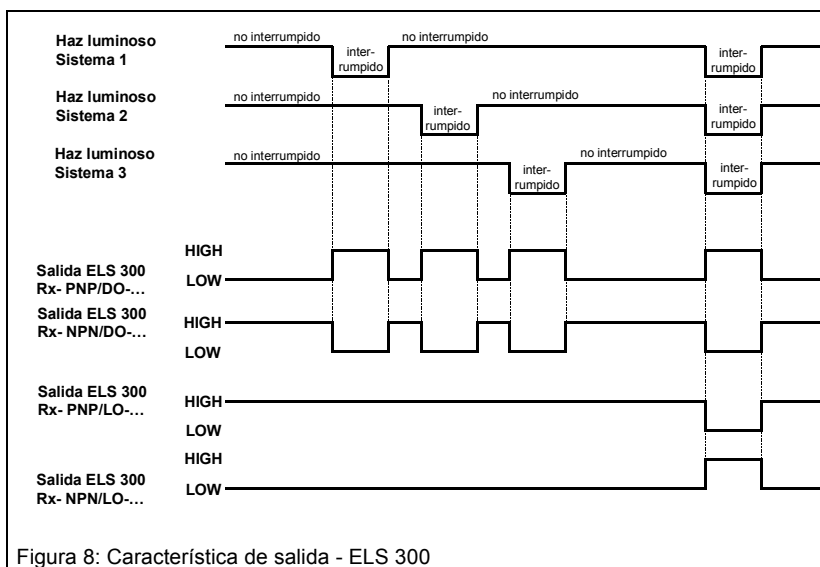 Haz luminoso
Sistema 1
no interrumpido
inter-
rumpido
no interrumpido
inter-
rumpido
Haz luminoso
Sistema 2
no interrumpido
inter-
rumpido
no interrumpido
inter-
rumpido
Haz luminoso
Sistema 3
no interrumpido
inter-
rumpido
no interrumpido
inter-
rumpido
HIGH
Salida ELS 300
Rx- PNP/DO-...
LOW
Salida ELS 300
Rx- NPN/DO-...
HIGH
LOW
Salida ELS 300
Rx- PNP/LO-...
HIGH
LOW
HIGH
Salida ELS 300
Rx- NPN/LO-...
LOW
Figura 8: Característica de salida - ELS 300